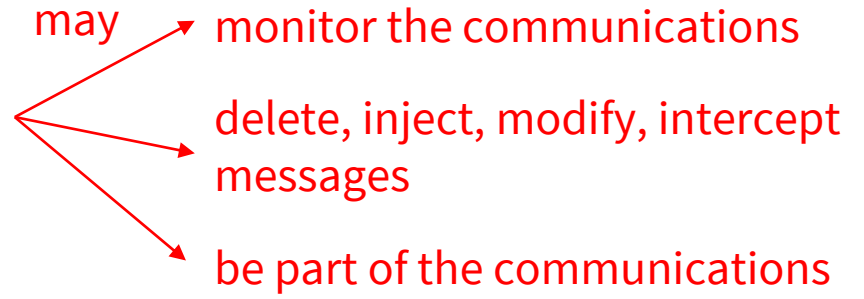 may
monitor the communications
delete, inject, modify, intercept
messages
be part of the communications